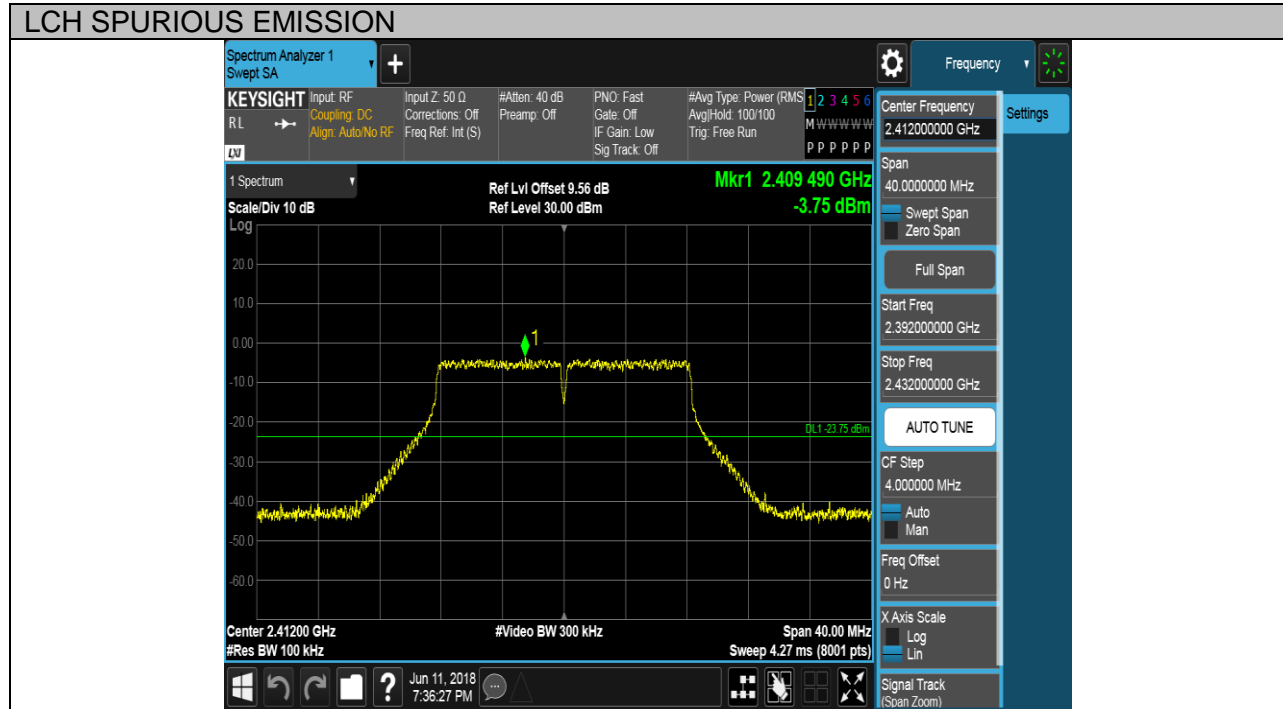 LCH SPURIOUS EMISSION
Spectrum Analyzer 1
Swept SA
+
Frequency
KEYSIGHT
RL
LXI
Input: RF
Coupling: DC
Align: Auto/No RF
Input Z: 50 Ω
Corrections: Off
Freq Ref: Int (S)
#Atten: 40 dB
Preamp: Off
PNO: Fast
Gate: Off
IF Gain: Low
Sig Track: Off
#Avg Type: Power (RMS
Avg|Hold: 100/100
Trig: Free Run
1 2 3 4 5 6
M W W W W W
P P P P P P
1 Spectrum
Scale/Div 10 dB
Log
Ref Lvl Offset 9.56 dB
Ref Level 30.00 dBm
Mkr1 2.409 490 GHz
-3.75 dBm
20.0
10.0
0.00
-10.0
-20.0
-30.0
-40.0
-50.0
-60.0
1
DL1 -23.75 dBm
Center 2.41200 GHz
#Res BW 100 kHz
#Video BW 300 kHz
Span 40.00 MHz
Sweep 4.27 ms (8001 pts)
?
Jun 11, 2018
7:36:27 PM
Center Frequency
2.412000000 GHz
Span
40.0000000 MHz
Swept Span
Zero Span
Full Span
Start Freq
2.392000000 GHz
Stop Freq
2.432000000 GHz
AUTO TUNE
CF Step
4.000000 MHz
Auto
Man
Freq Offset
0 Hz
X Axis Scale
Log
Lin
Signal Track
(Span Zoom)
Settings